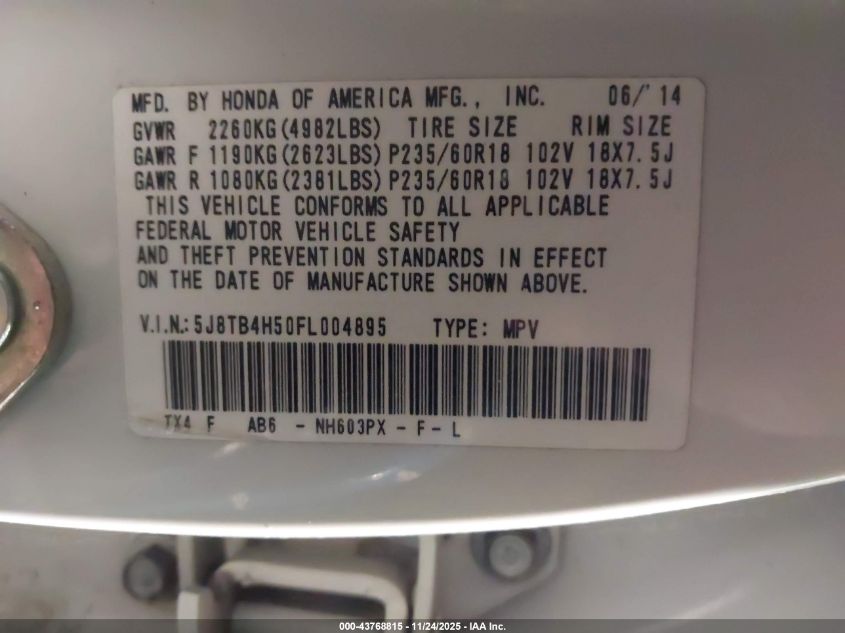 MFD. BY HONDA OF AMERICA MFG., INC. 06/'14
GVWR 2260KG(4982LBS) TIRE SIZE RIM SIZE
GAWR F 1190KG(2623LBS) P235/60R18 102V 18X7.5J
GAWR R 1080KG(2381LBS) P235/60R18 102V 18X7.5J
THIS VEHICLE CONFORMS TO ALL APPLICABLE
FEDERAL MOTOR VEHICLE SAFETY
AND THEFT PREVENTION STANDARDS IN EFFECT
ON THE DATE OF MANUFACTURE SHOWN ABOVE.
V.I.N.: 5J8TB4H50FL004895 TYPE: MPV
TX4 F AB6 - NH603PX - F - L
000-43768815 - 11/24/2025 - IAA Inc.